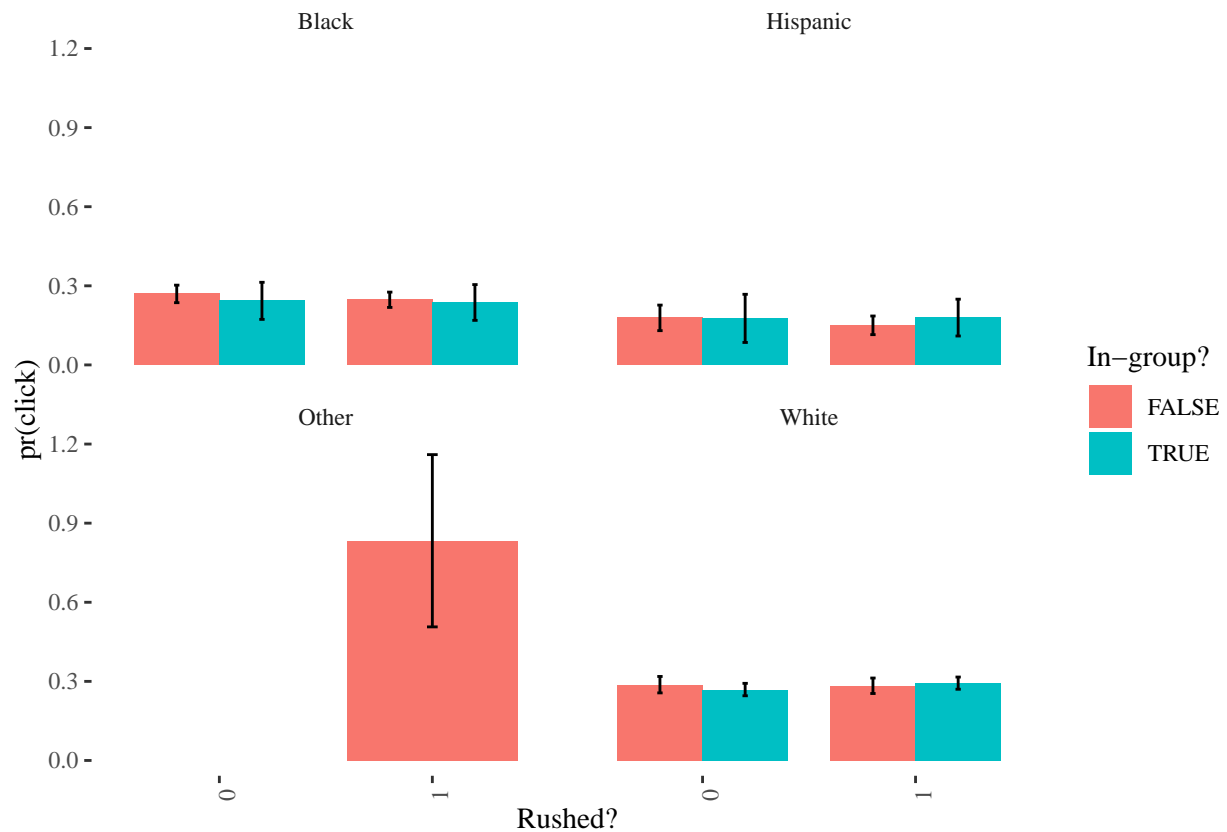 Black
Hispanic
1.2
0.9
0.6
0.3
0.0
Other
White
1.2
0.9
0.6
0.3
0.0
0
1
0
1
Rushed?
pr(click)
In−group?
FALSE
TRUE